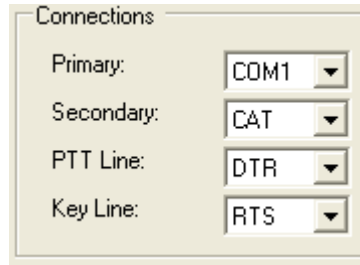 Connections
Primary: COM1
Secondary: CAT
PTT Line: DTR
Key Line: RTS